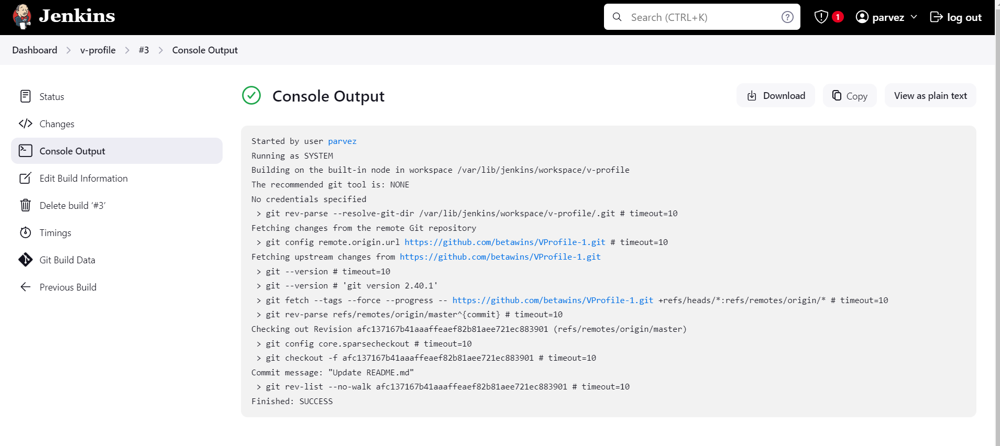 Jenkins
Search (CTRL+K)
1
parvez
log out
Dashboard
v-profile
#3
Console Output
Status
Changes
Console Output
Edit Build Information
Delete build ‘#3’
Timings
Git Build Data
Previous Build
Console Output
Download
Copy
View as plain text
Started by user parvez
Running as SYSTEM
Building on the built-in node in workspace /var/lib/jenkins/workspace/v-profile
The recommended git tool is: NONE
No credentials specified
> git rev-parse --resolve-git-dir /var/lib/jenkins/workspace/v-profile/.git # timeout=10
Fetching changes from the remote Git repository
> git config remote.origin.url https://github.com/betawins/VProfile-1.git # timeout=10
Fetching upstream changes from https://github.com/betawins/VProfile-1.git
> git --version # timeout=10
> git --version # 'git version 2.40.1'
> git fetch --tags --force --progress -- https://github.com/betawins/VProfile-1.git +refs/heads/*:refs/remotes/origin/* # timeout=10
> git rev-parse refs/remotes/origin/master^{commit} # timeout=10
Checking out Revision afc137167b41aaaffeaef82b81aee721ec883901 (refs/remotes/origin/master)
> git config core.sparsecheckout # timeout=10
> git checkout -f afc137167b41aaaffeaef82b81aee721ec883901 # timeout=10
Commit message: "Update README.md"
> git rev-list --no-walk afc137167b41aaaffeaef82b81aee721ec883901 # timeout=10
Finished: SUCCESS